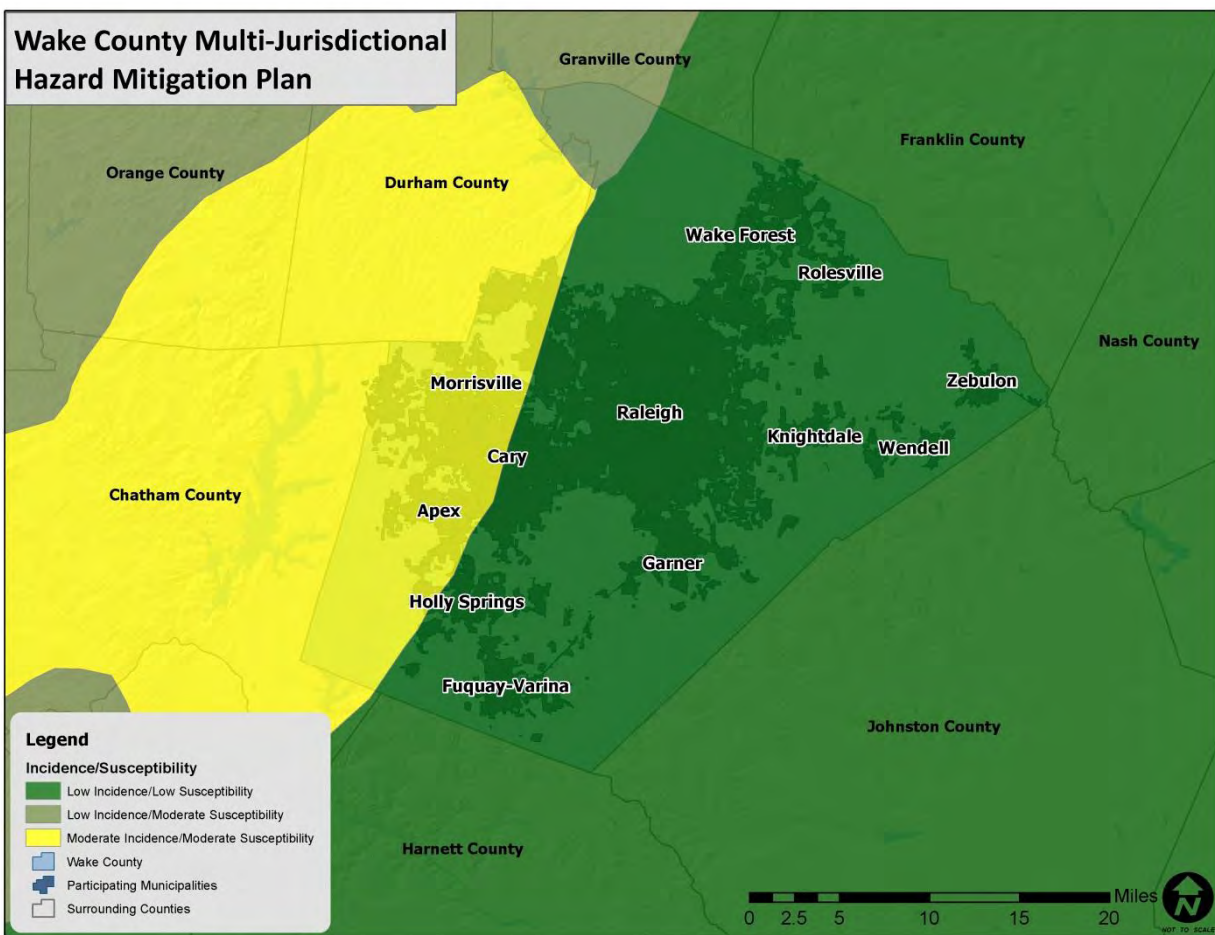 Wake County Multi-Jurisdictional
Hazard Mitigation Plan
Granville County
Franklin County
Orange County
Durham County
Wake Forest
Rolesville
Nash County
Morrisville
Zebulon
Raleigh
Knightdale
Wendell
Cary
Chatham County
Apex
Garner
Holly Springs
Fuquay-Varina
Johnston County
Harnett County
Legend
Incidence/Susceptibility
Low Incidence/Low Susceptibility
Low Incidence/Moderate Susceptibility
Moderate Incidence/Moderate Susceptibility
Wake County
Participating Municipalities
Surrounding Counties
Miles
0 2.5 5 10 15 20
N
NOT TO SCALE